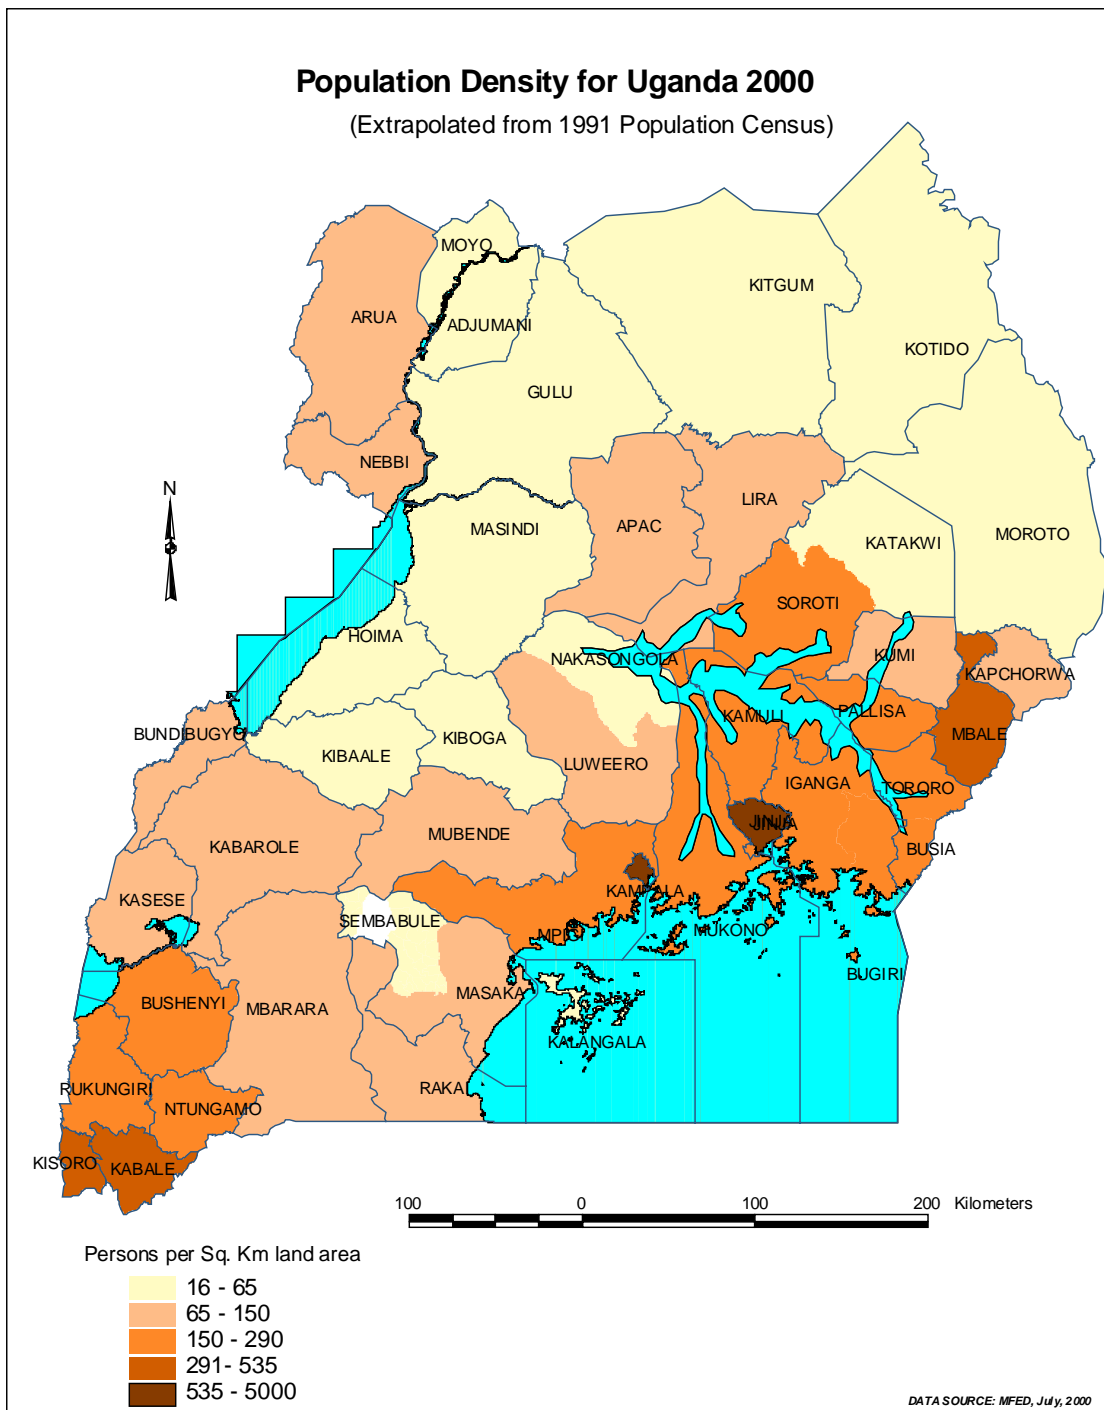 Population Density for Uganda 2000
(Extrapolated from 1991 Population Census)
MOYO
KITGUM
ARUA
ADJUMANI
KOTIDO
GULU
NEBBI
N
LIRA
MASINDI
APAC
MOROTO
KATAKWI
SOROTI
HOIMA
NAKASONGOLA
KUMI
KAPCHORWA
BUNDIBUGYO
KIBOGA
KAMULI
PALLISA
MBALE
KIBAALE
LUWEERO
IGANGA
TORORO
JINJA
JINJA
MUBENDE
KABAROLE
BUSIA
KAMPALA
KASESE
SEMBABULE
MPIGI
MUKONO
BUGIRI
MASAKA
BUSHENYI
MBARARA
KALANGALA
RUKUNGIRI
RAKA
NTUNGAMO
KISORO
KABALE
100 0 100 200 Kilometers
Persons per Sq. Km land area
16 - 65
65 - 150
150 - 290
291- 535
535 - 5000
DATA SOURCE: MFED, July, 2000